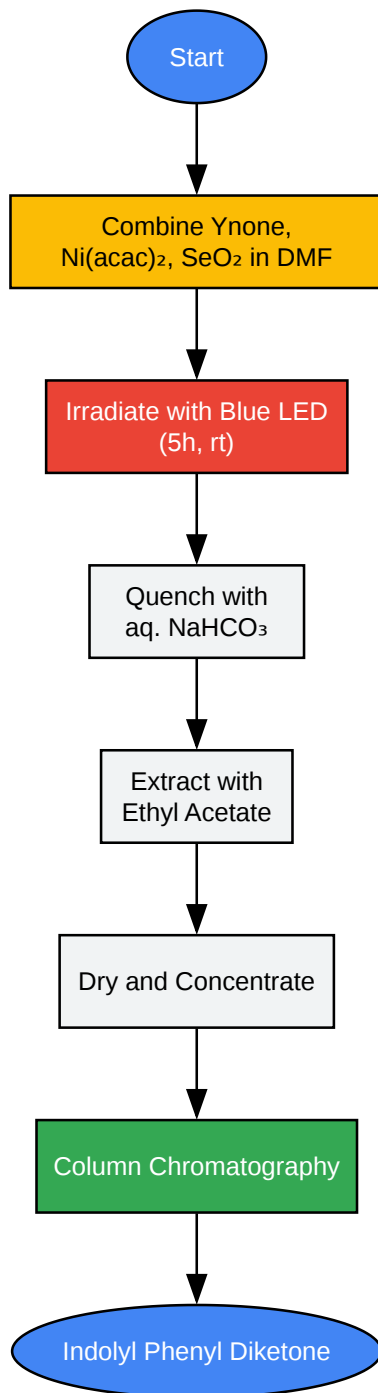 Start
Combine Ynone,
Ni(acac)₂, SeO₂ in DMF
Irradiate with Blue LED
(5h, rt)
Quench with
aq. NaHCO₃
Extract with
Ethyl Acetate
Dry and Concentrate
Column Chromatography
Indolyl Phenyl Diketone